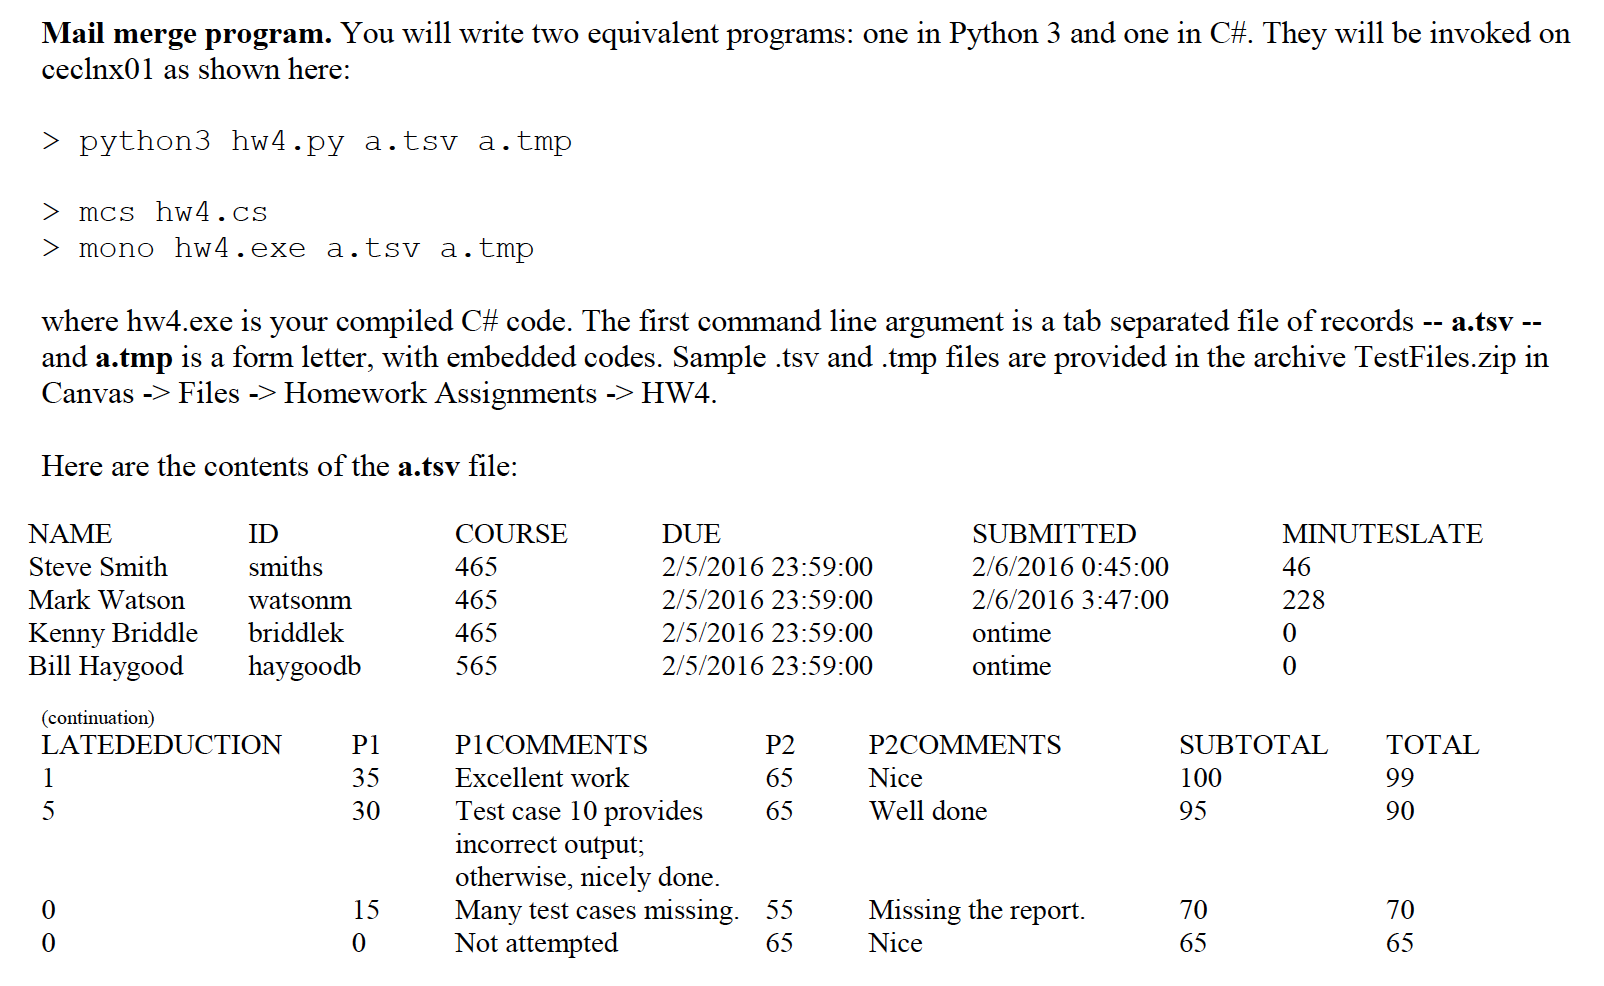 Mail merge program. You will write two equivalent programs: one in Python 3 and one in C#. They will be invoked on
ceclnx01 as shown here:
> python3 hw4.py a.tsv a.tmp
> mcs hw4.cs
> mono hw4.exe a.tsv a.tmp
where hw4.exe is your compiled C# code. The first command line argument is a tab separated file of records -- a.tsv --
and a.tmp is a form letter, with embedded codes. Sample .tsv and .tmp files are provided in the archive TestFiles.zip in
Canvas -> Files -> Homework Assignments -> HW4.
Here are the contents of the a.tsv file:
NAME ID COURSE DUE SUBMITTED MINUTESLATE
Steve Smith smiths 465 2/5/2016 23:59:00 2/6/2016 0:45:00 46
Mark Watson watsonm 465 2/5/2016 23:59:00 2/6/2016 3:47:00 228
Kenny Briddle briddlek 465 2/5/2016 23:59:00 ontime 0
Bill Haygood haygoodb 565 2/5/2016 23:59:00 ontime 0
(continuation)
LATEDEDUCTION P1 P1COMMENTS P2 P2COMMENTS SUBTOTAL TOTAL
1 35 Excellent work 65 Nice 100 99
5 30 Test case 10 provides 65 Well done 95 90
incorrect output;
otherwise, nicely done.
0 15 Many test cases missing. 55 Missing the report. 70 70
0 0 Not attempted 65 Nice 65 65